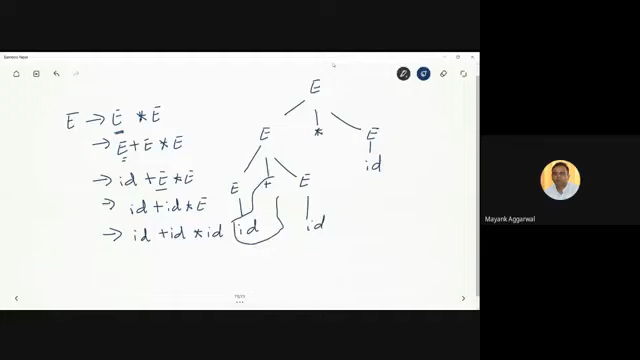 E
E → E * E
E * E
→ E + E * E
E + E
id
→ id + E * E
id id
→ id + id * E
→ id + id * id
Mayank Aggarwal